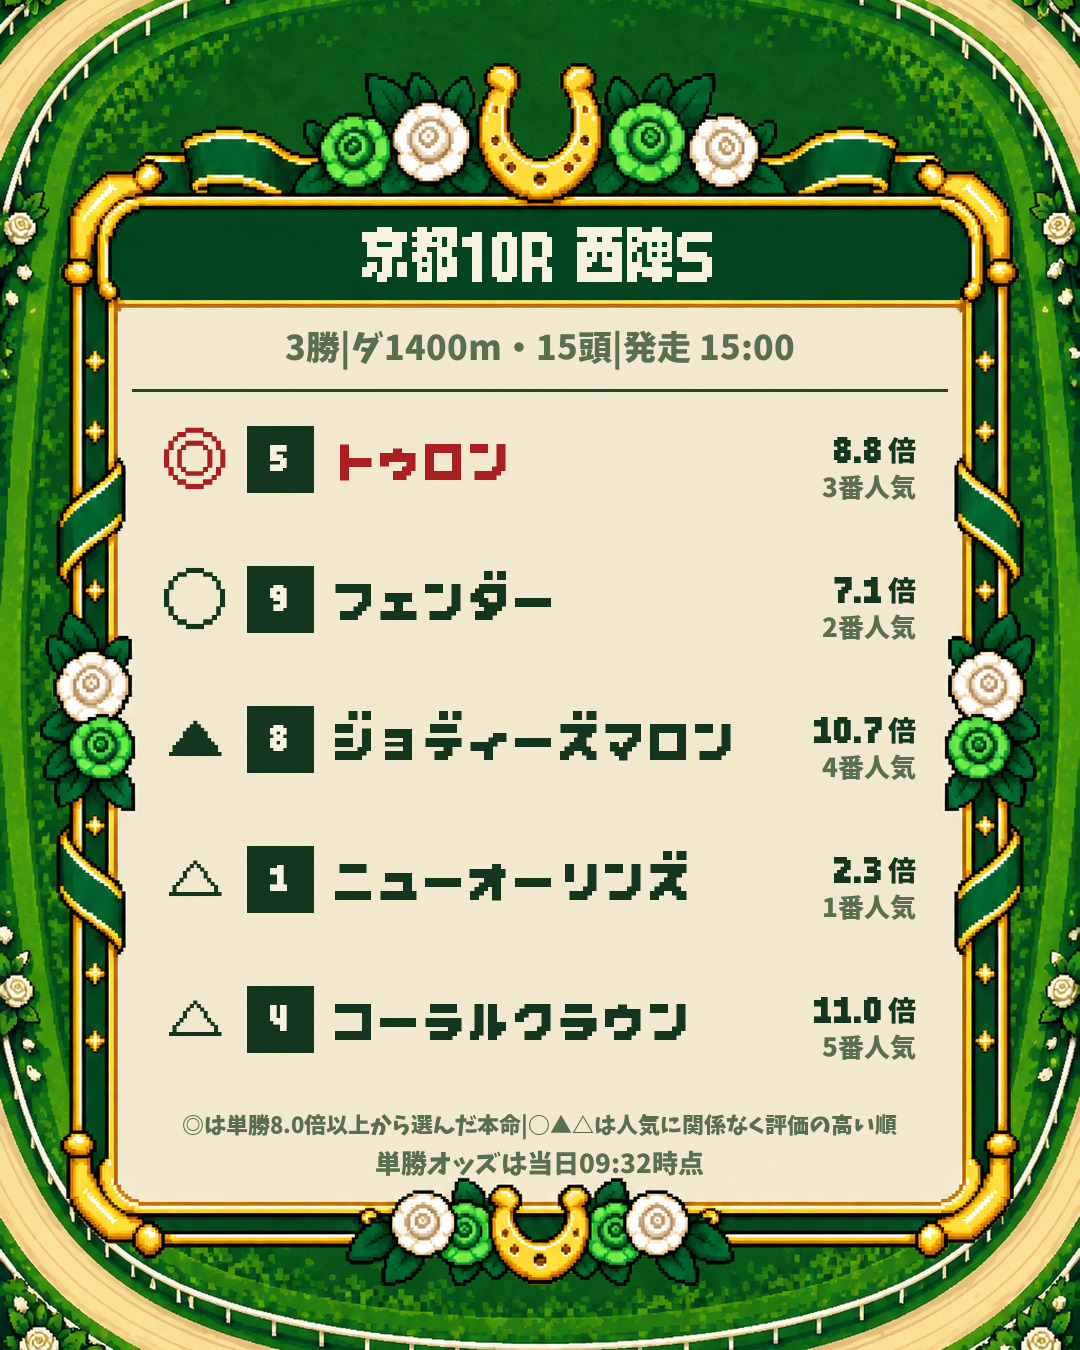 京都10R 西陣S
3勝|ダ1400m・15頭|発走 15:00
◎ 5 トゥロン 8.8倍
3番人気
○ 9 フェンダー 7.1倍
2番人気
▲ 8 ジョディーズマロン 10.7倍
4番人気
△ 1 ニューオーリンズ 2.3倍
1番人気
△ 4 コーラルクラウン 11.0倍
5番人気
◎は単勝8.0倍以上から選んだ本命|○▲△は人気に関係なく評価の高い順
単勝オッズは当日09:32時点